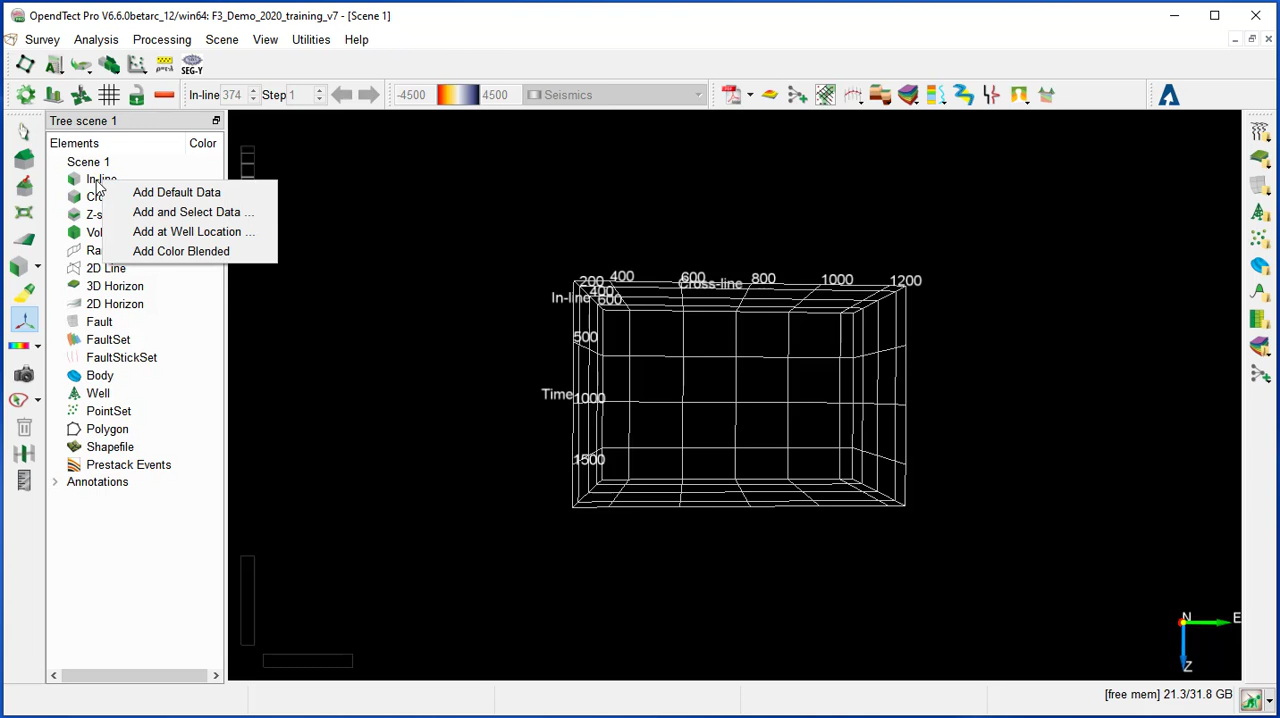 OpendTect Pro V6.6.0betarc_12/win64: F3_Demo_2020_training_v7 - [Scene 1]
Survey Analysis Processing Scene View Utilities Help
SEG-Y
In-line 374 Step 1 -4500 4500 Seismics
Tree scene 1
Elements Color
Scene 1
In-line
Add Default Data
Add and Select Data ...
Add at Well Location ...
Add Color Blended
2D Line
3D Horizon
2D Horizon
Fault
FaultSet
FaultStickSet
Body
Well
PointSet
Polygon
Shapefile
Prestack Events
Annotations
200 400 600 800 1000 1200
Cross-line
In-line 400 600
500
Time 1000
1500
N E
Z
[free mem] 21.3/31.8 GB